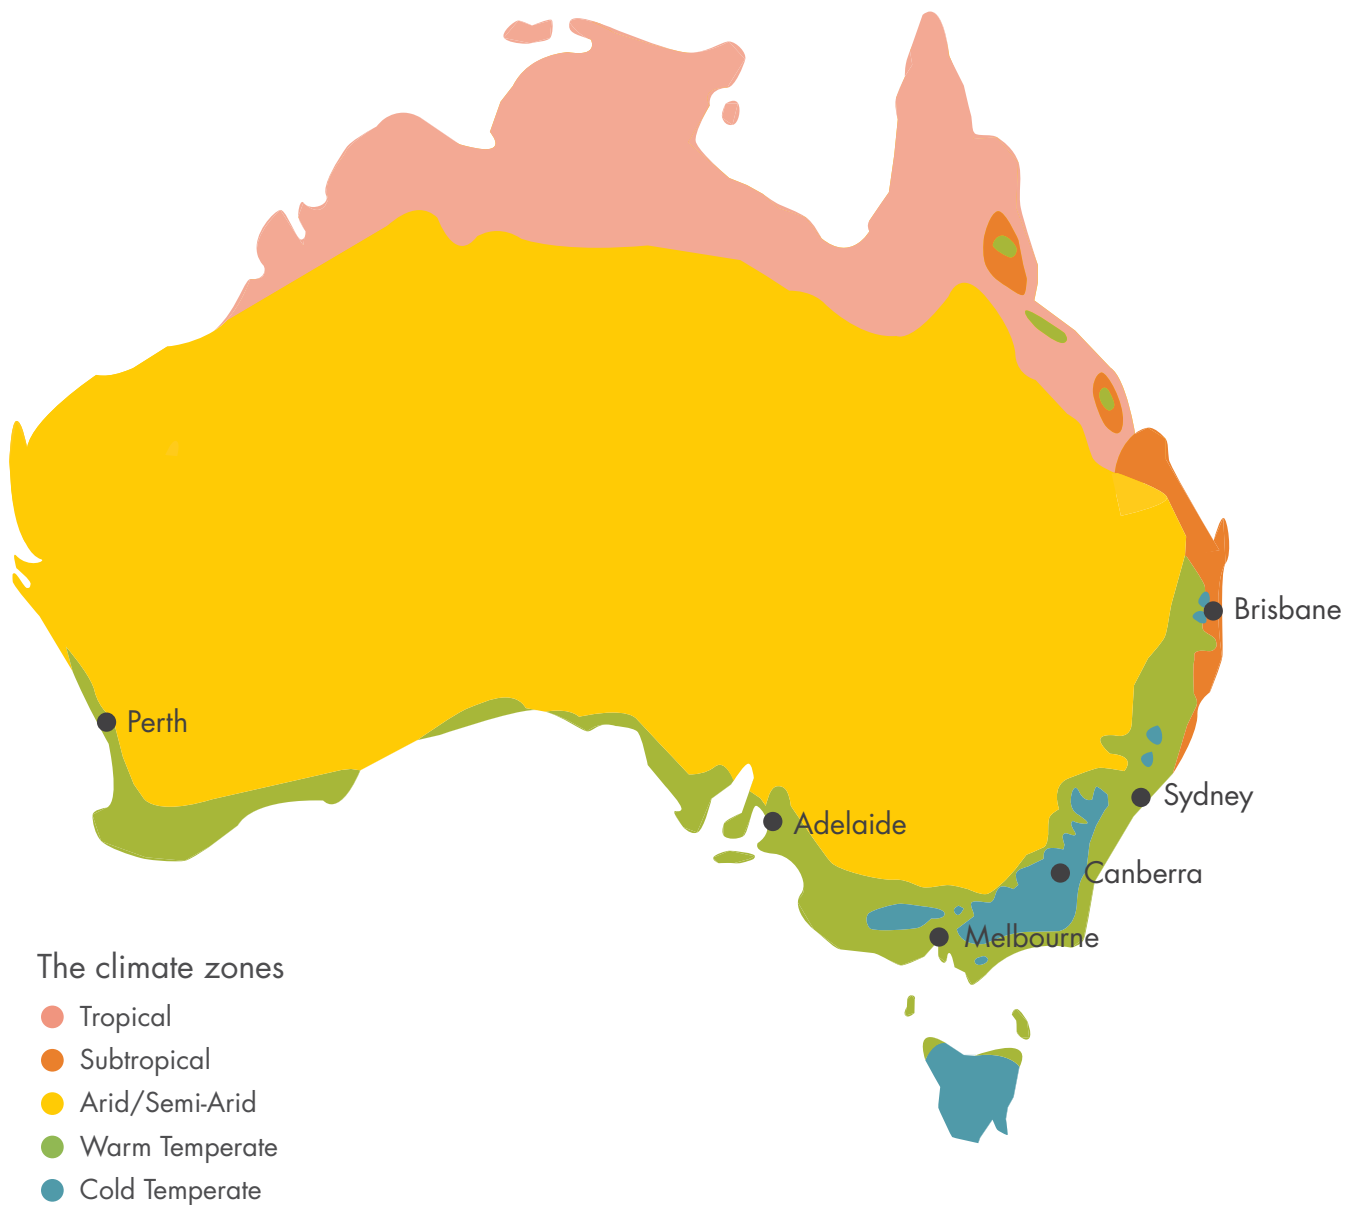 Brisbane
Perth
Sydney
Adelaide
Canberra
Melbourne
The climate zones
Tropical
Subtropical
Arid/Semi-Arid
Warm Temperate
Cold Temperate